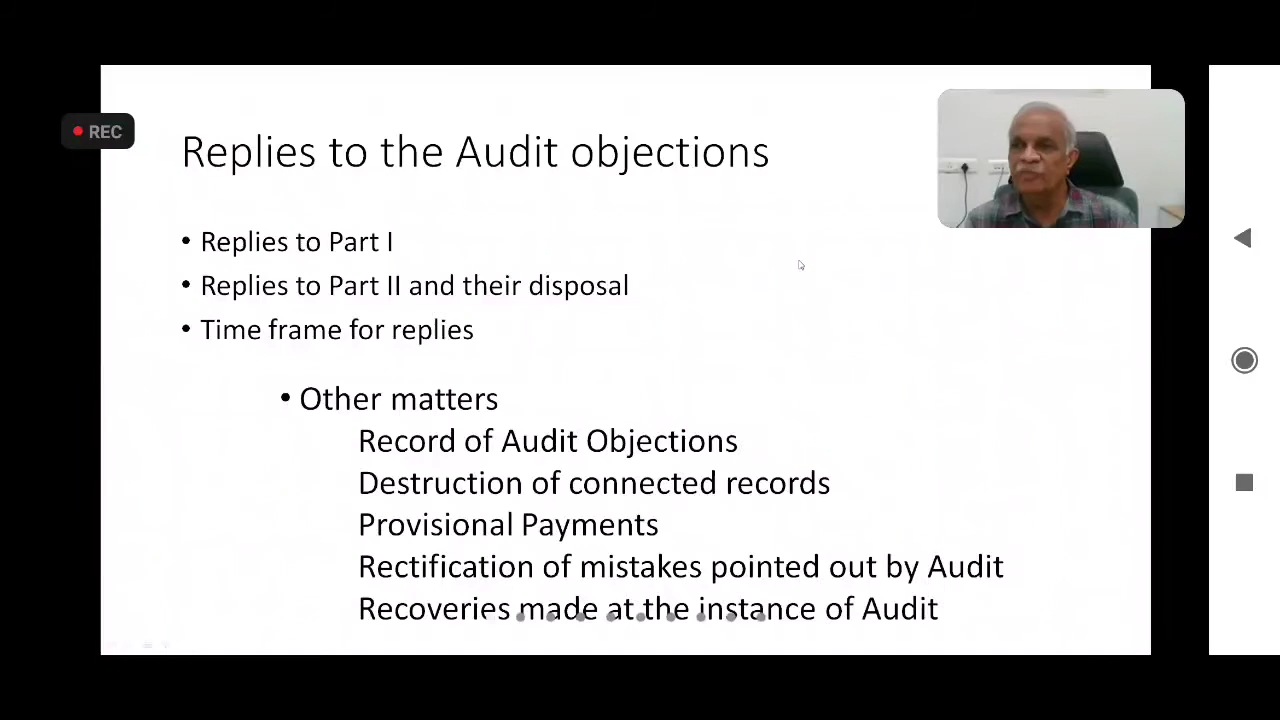 REC
Replies to the Audit objections
• Replies to Part I
• Replies to Part II and their disposal
• Time frame for replies
• Other matters
Record of Audit Objections
Destruction of connected records
Provisional Payments
Rectification of mistakes pointed out by Audit
Recoveries made at the instance of Audit